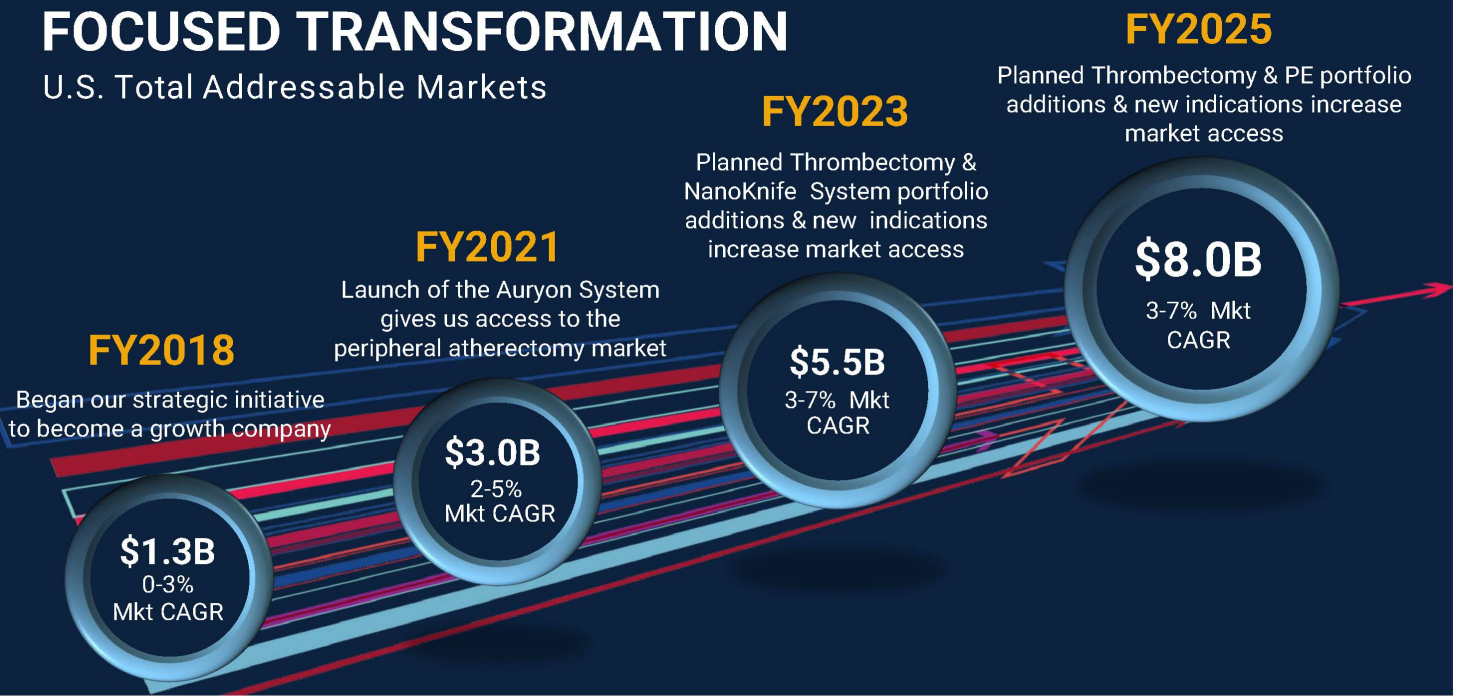 FOCUSED TRANSFORMATION
U.S. Total Addressable Markets
FY2018
Began our strategic initiative
to become a growth company
$1.3B
0-3%
Mkt CAGR
FY2021
Launch of the Auryon System
gives us access to the
peripheral atherectomy market
$3.0B
2-5%
Mkt CAGR
FY2023
Planned Thrombectomy &
NanoKnife System portfolio
additions & new indications
increase market access
$5.5B
3-7% Mkt
CAGR
FY2025
Planned Thrombectomy & PE portfolio
additions & new indications increase
market access
$8.0B
3-7% Mkt
CAGR